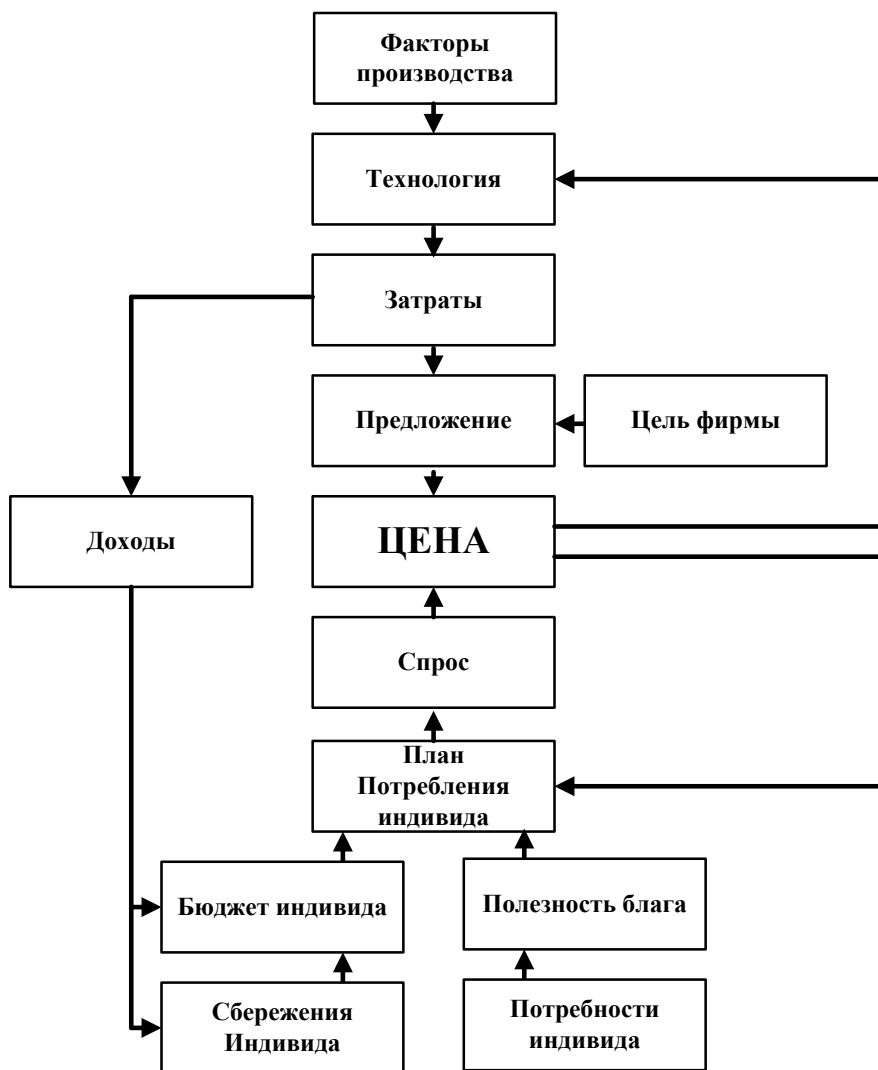 Факторы
производства
Технология
Затраты
Предложение
Цель фирмы
Доходы
ЦЕНА
Спрос
План
Потребления
индивида
Бюджет индивида
Полезность блага
Сбережения
Индивида
Потребности
индивида